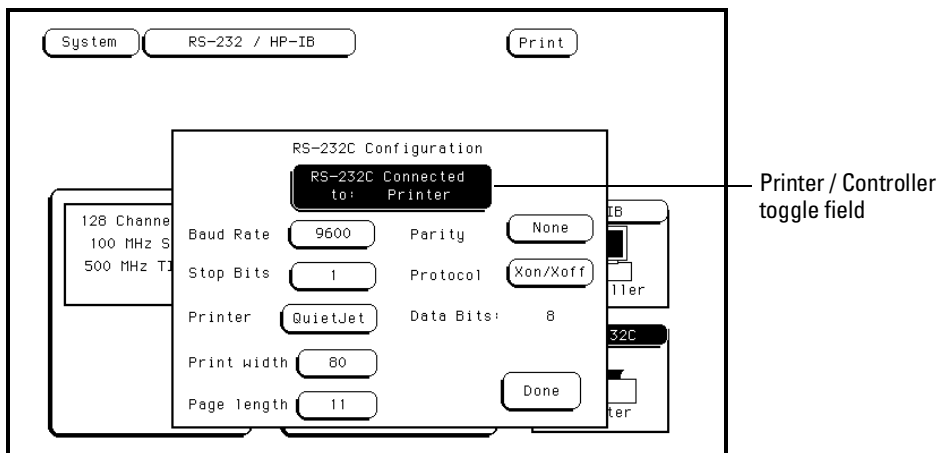 System RS-232 / HP-IB Print
RS-232C Configuration
RS-232C Connected
to: Printer
Printer / Controller
toggle field
128 Channe
100 MHz S
500 MHz TI
IB
Baud Rate 9600 Parity None
Stop Bits 1 Protocol Xon/Xoff
ller
Printer QuietJet Data Bits: 8
32C
Print width 80
Done
Page length 11
ter